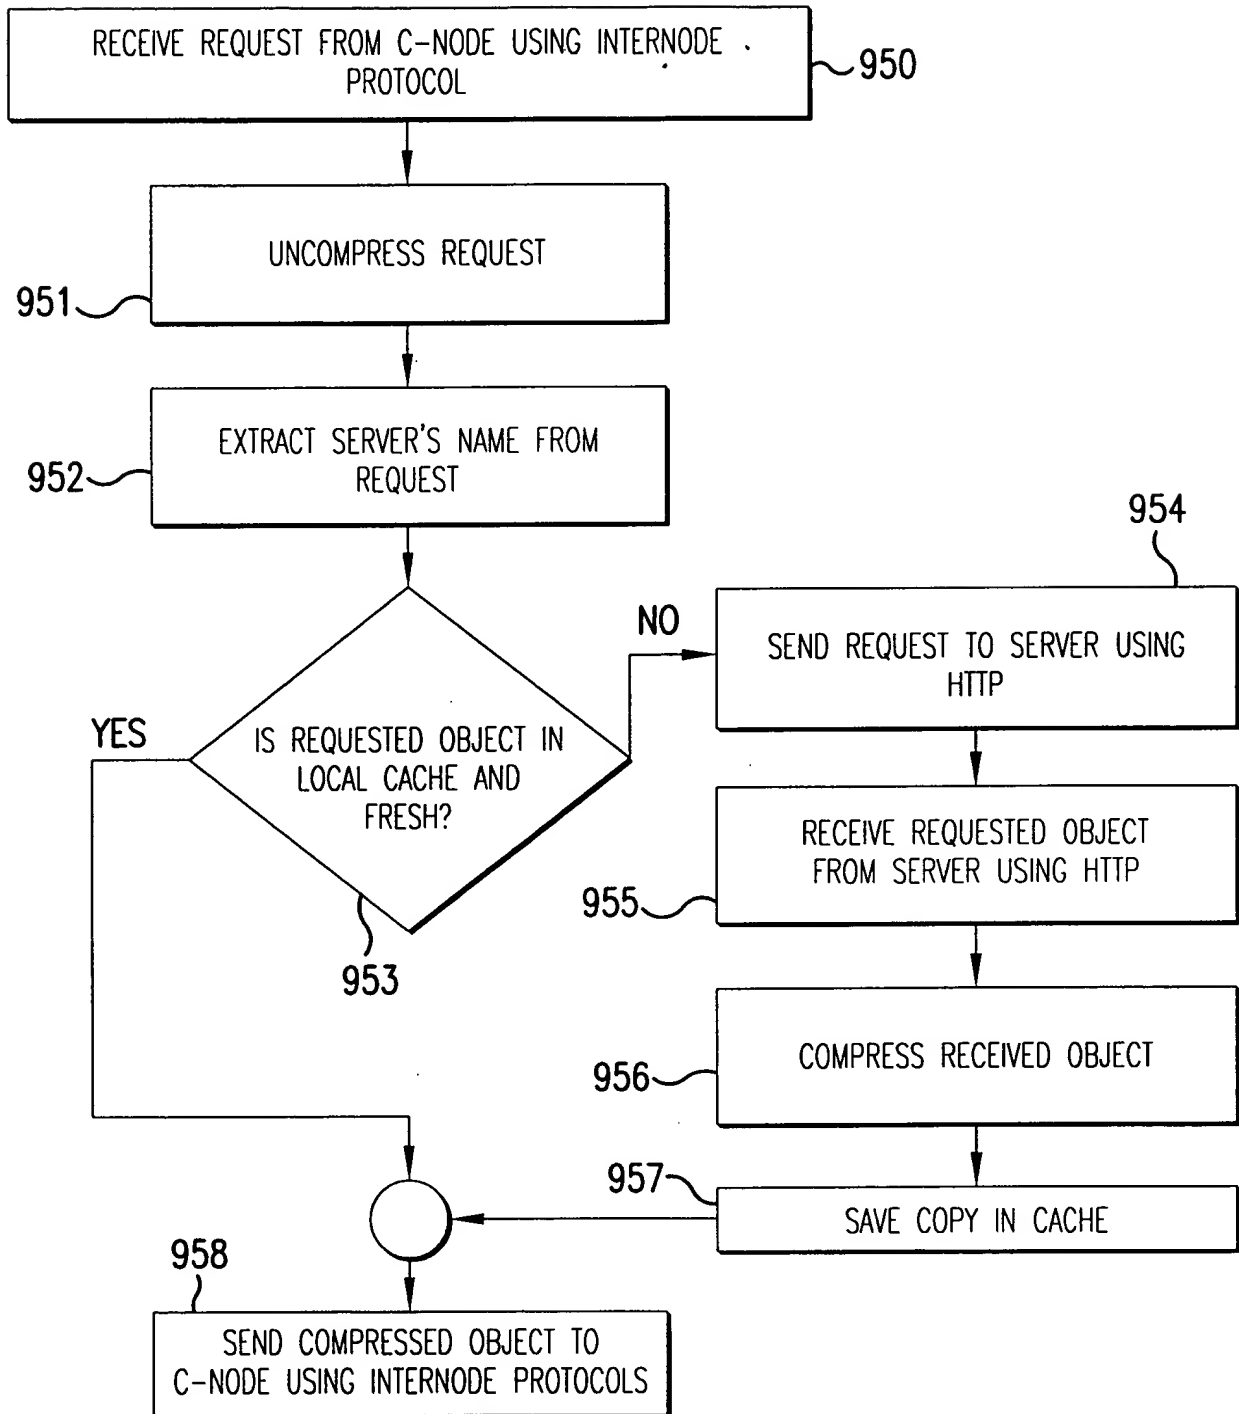 RECEIVE REQUEST FROM C-NODE USING INTERNODE
PROTOCOL
950
UNCOMPRESS REQUEST
951
EXTRACT SERVER'S NAME FROM
REQUEST
952
954
NO
SEND REQUEST TO SERVER USING
HTTP
YES
IS REQUESTED OBJECT IN
LOCAL CACHE AND
FRESH?
953
RECEIVE REQUESTED OBJECT
FROM SERVER USING HTTP
955
COMPRESS RECEIVED OBJECT
956
957
SAVE COPY IN CACHE
958
SEND COMPRESSED OBJECT TO
C-NODE USING INTERNODE PROTOCOLS